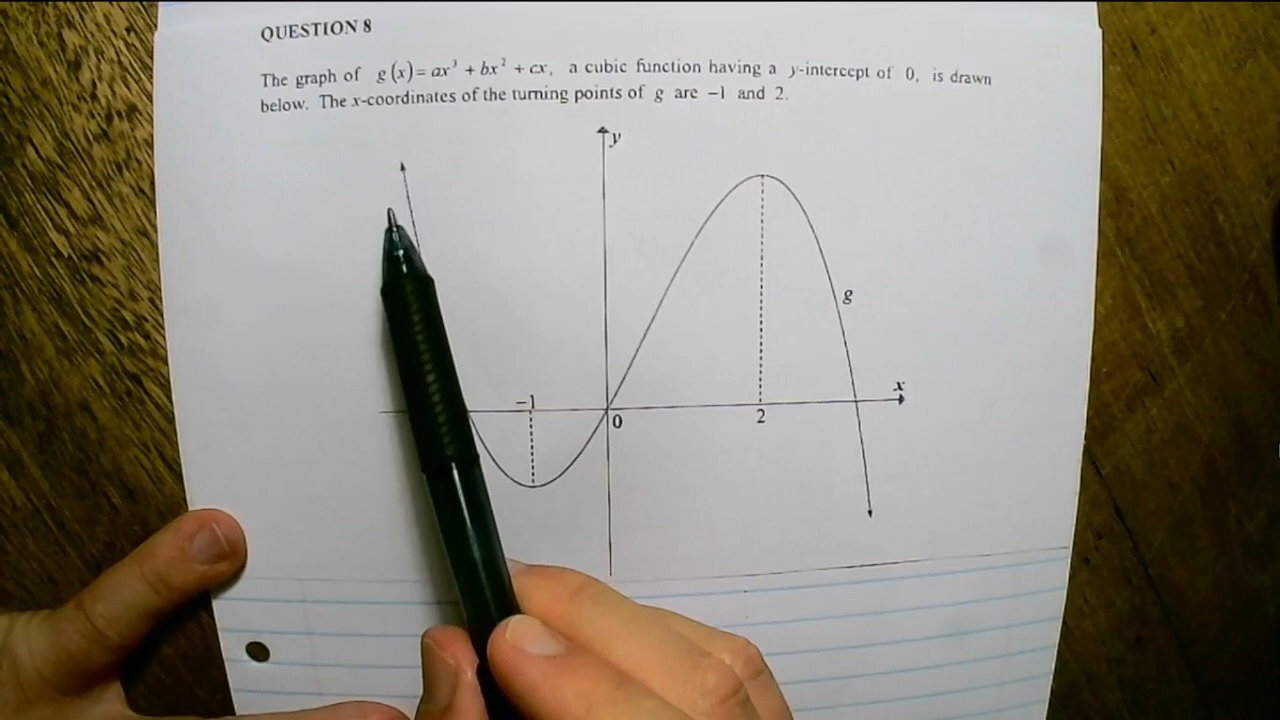 QUESTION 8
The graph of g(x) = ax³ + bx² + cx, a cubic function having a y-intercept of 0, is drawn
below. The x-coordinates of the turning points of g are −1 and 2.
y
g
x
−1
0
2